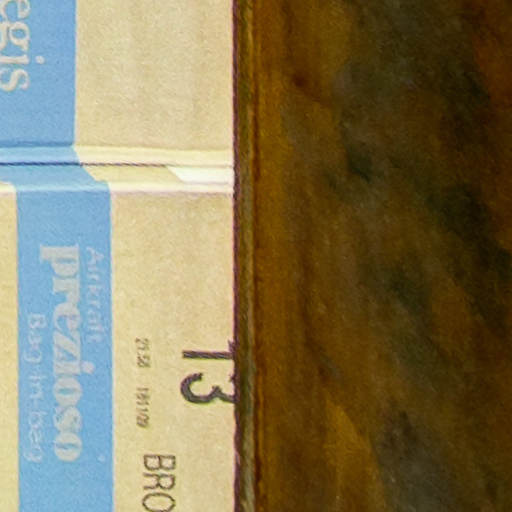 egis
Airkraft
prezioso
Bag-in-bag
13
BRO